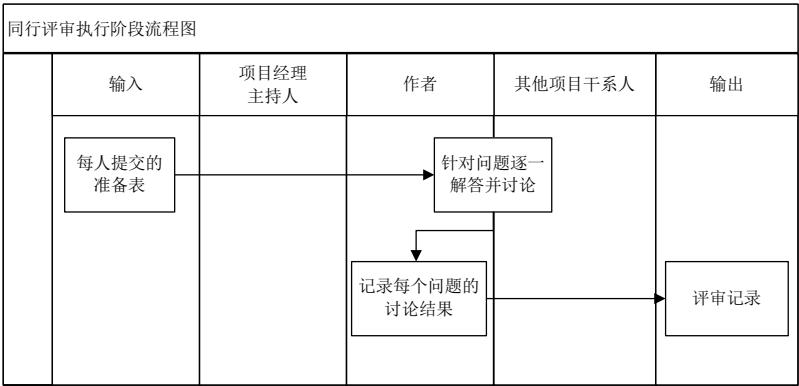 同行评审执行阶段流程图
输入
项目经理
主持人
作者
其他项目干系人
输出
每人提交的
准备表
针对问题逐一
解答并讨论
记录每个问题的
讨论结果
评审记录